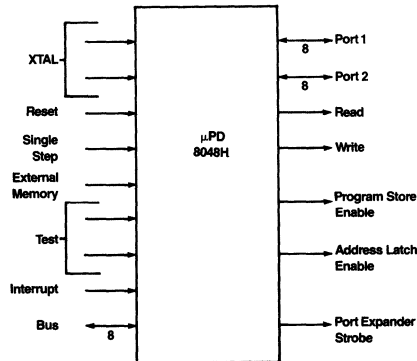 XTAL
Reset
Single
Step
External
Memory
Test
Interrupt
Bus
8
μPD
8048H
8
Port 1
8
Port 2
Read
Write
Program Store
Enable
Address Latch
Enable
Port Expander
Strobe